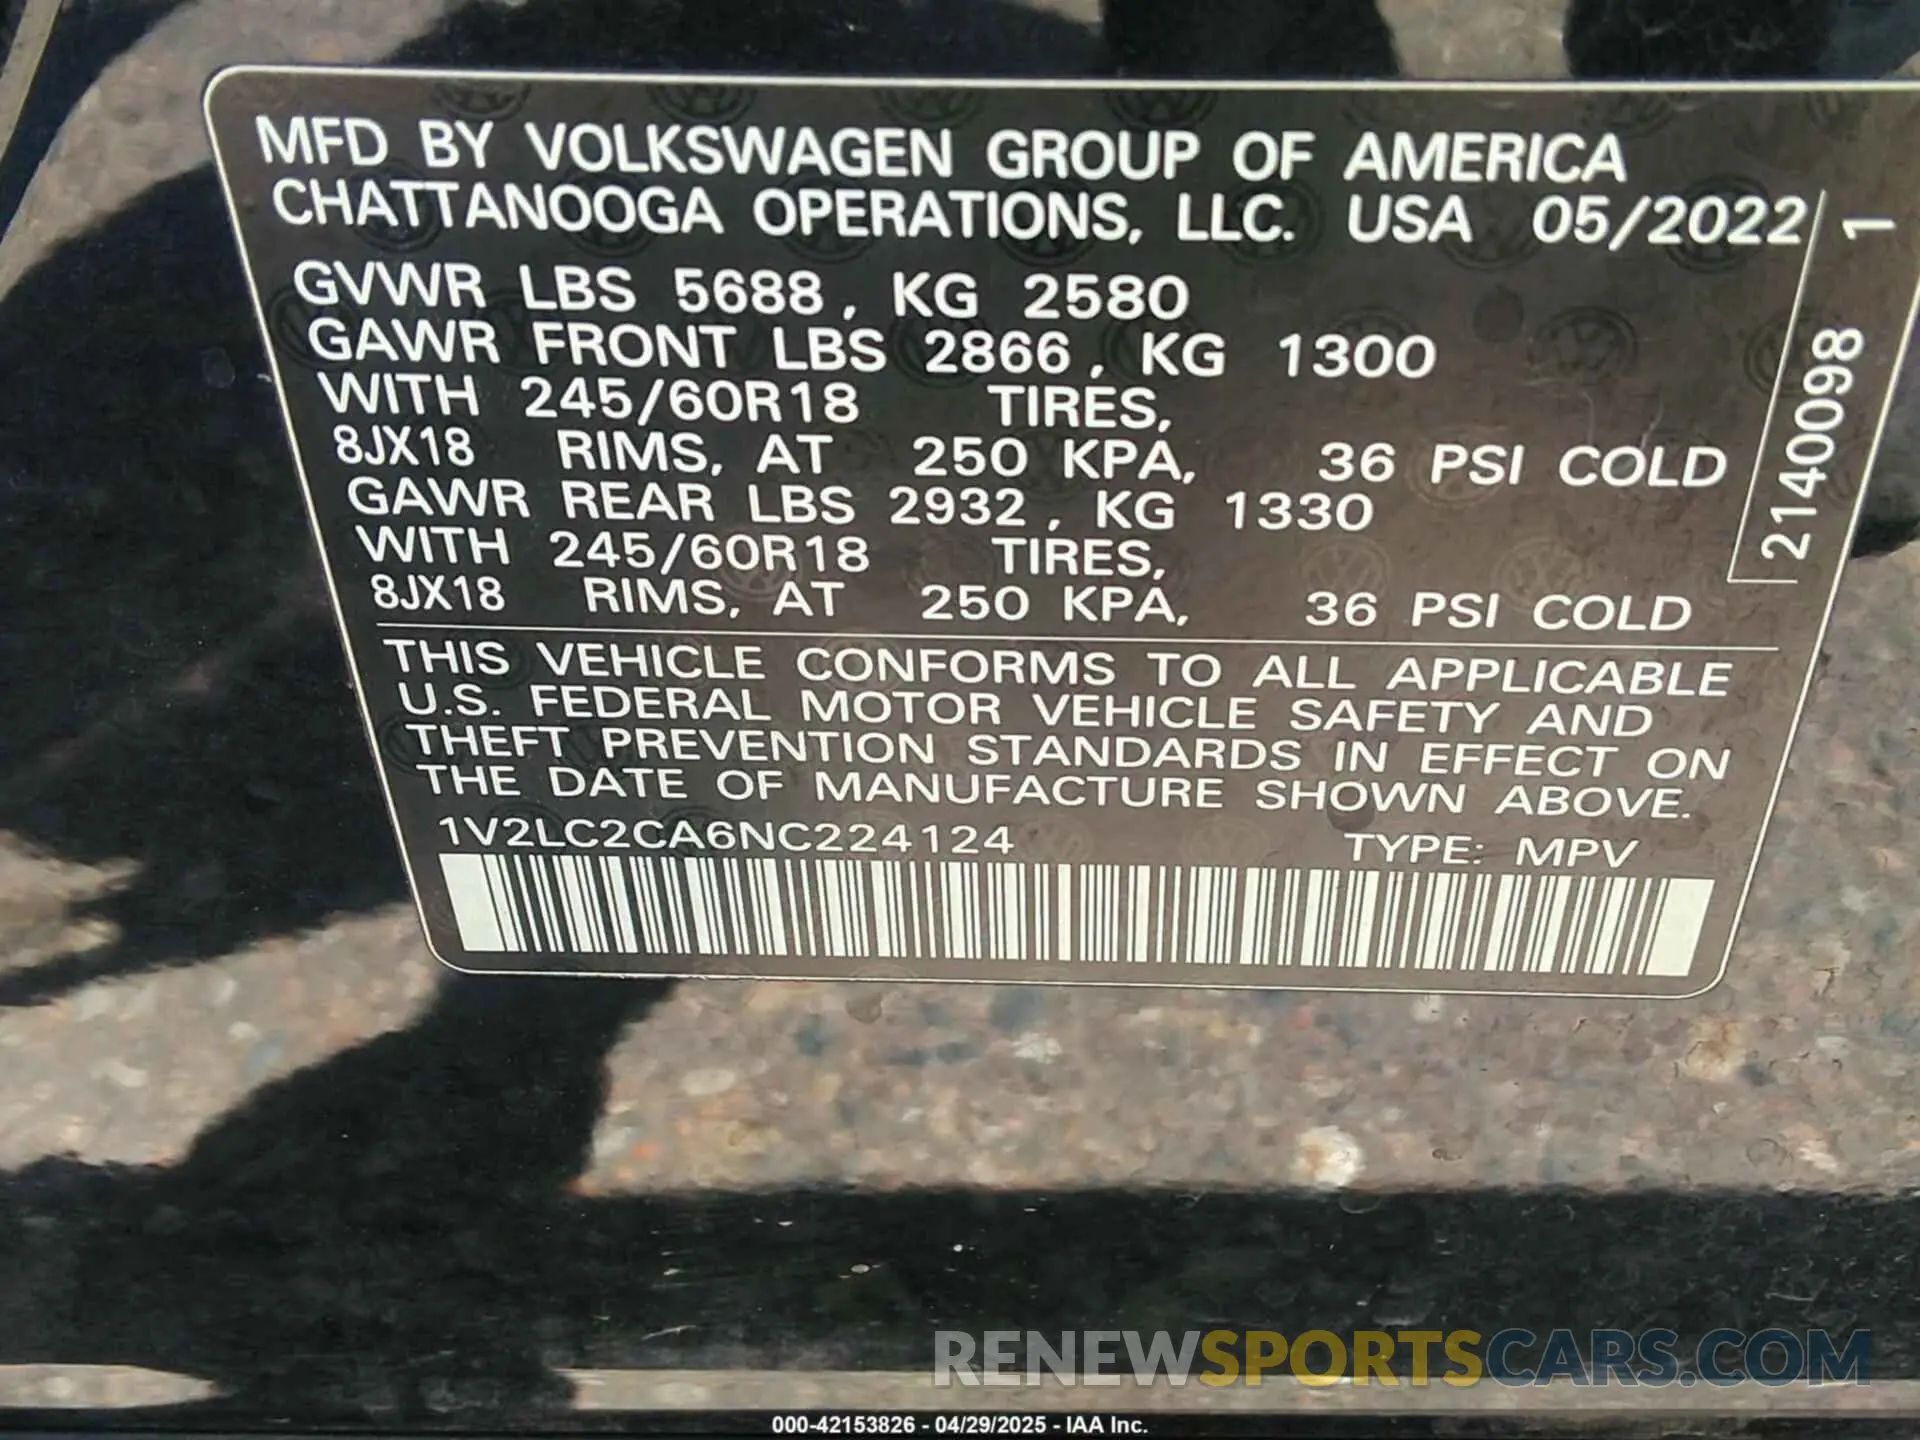 MFD BY VOLKSWAGEN GROUP OF AMERICA
CHATTANOOGA OPERATIONS, LLC. USA 05/2022
GVWR LBS 5688, KG 2580
GAWR FRONT LBS 2866, KG 1300
WITH 245/60R18 TIRES,
8JX18 RIMS, AT 250 KPA, 36 PSI COLD
GAWR REAR LBS 2932, KG 1330
WITH 245/60R18 TIRES,
8JX18 RIMS, AT 250 KPA, 36 PSI COLD
2140098 1
THIS VEHICLE CONFORMS TO ALL APPLICABLE
U.S. FEDERAL MOTOR VEHICLE SAFETY AND
THEFT PREVENTION STANDARDS IN EFFECT ON
THE DATE OF MANUFACTURE SHOWN ABOVE.
1V2LC2CA6NC224124 TYPE: MPV
RENEWSPORTSCARS.COM
000-42153826 - 04/29/2025 - IAA Inc.